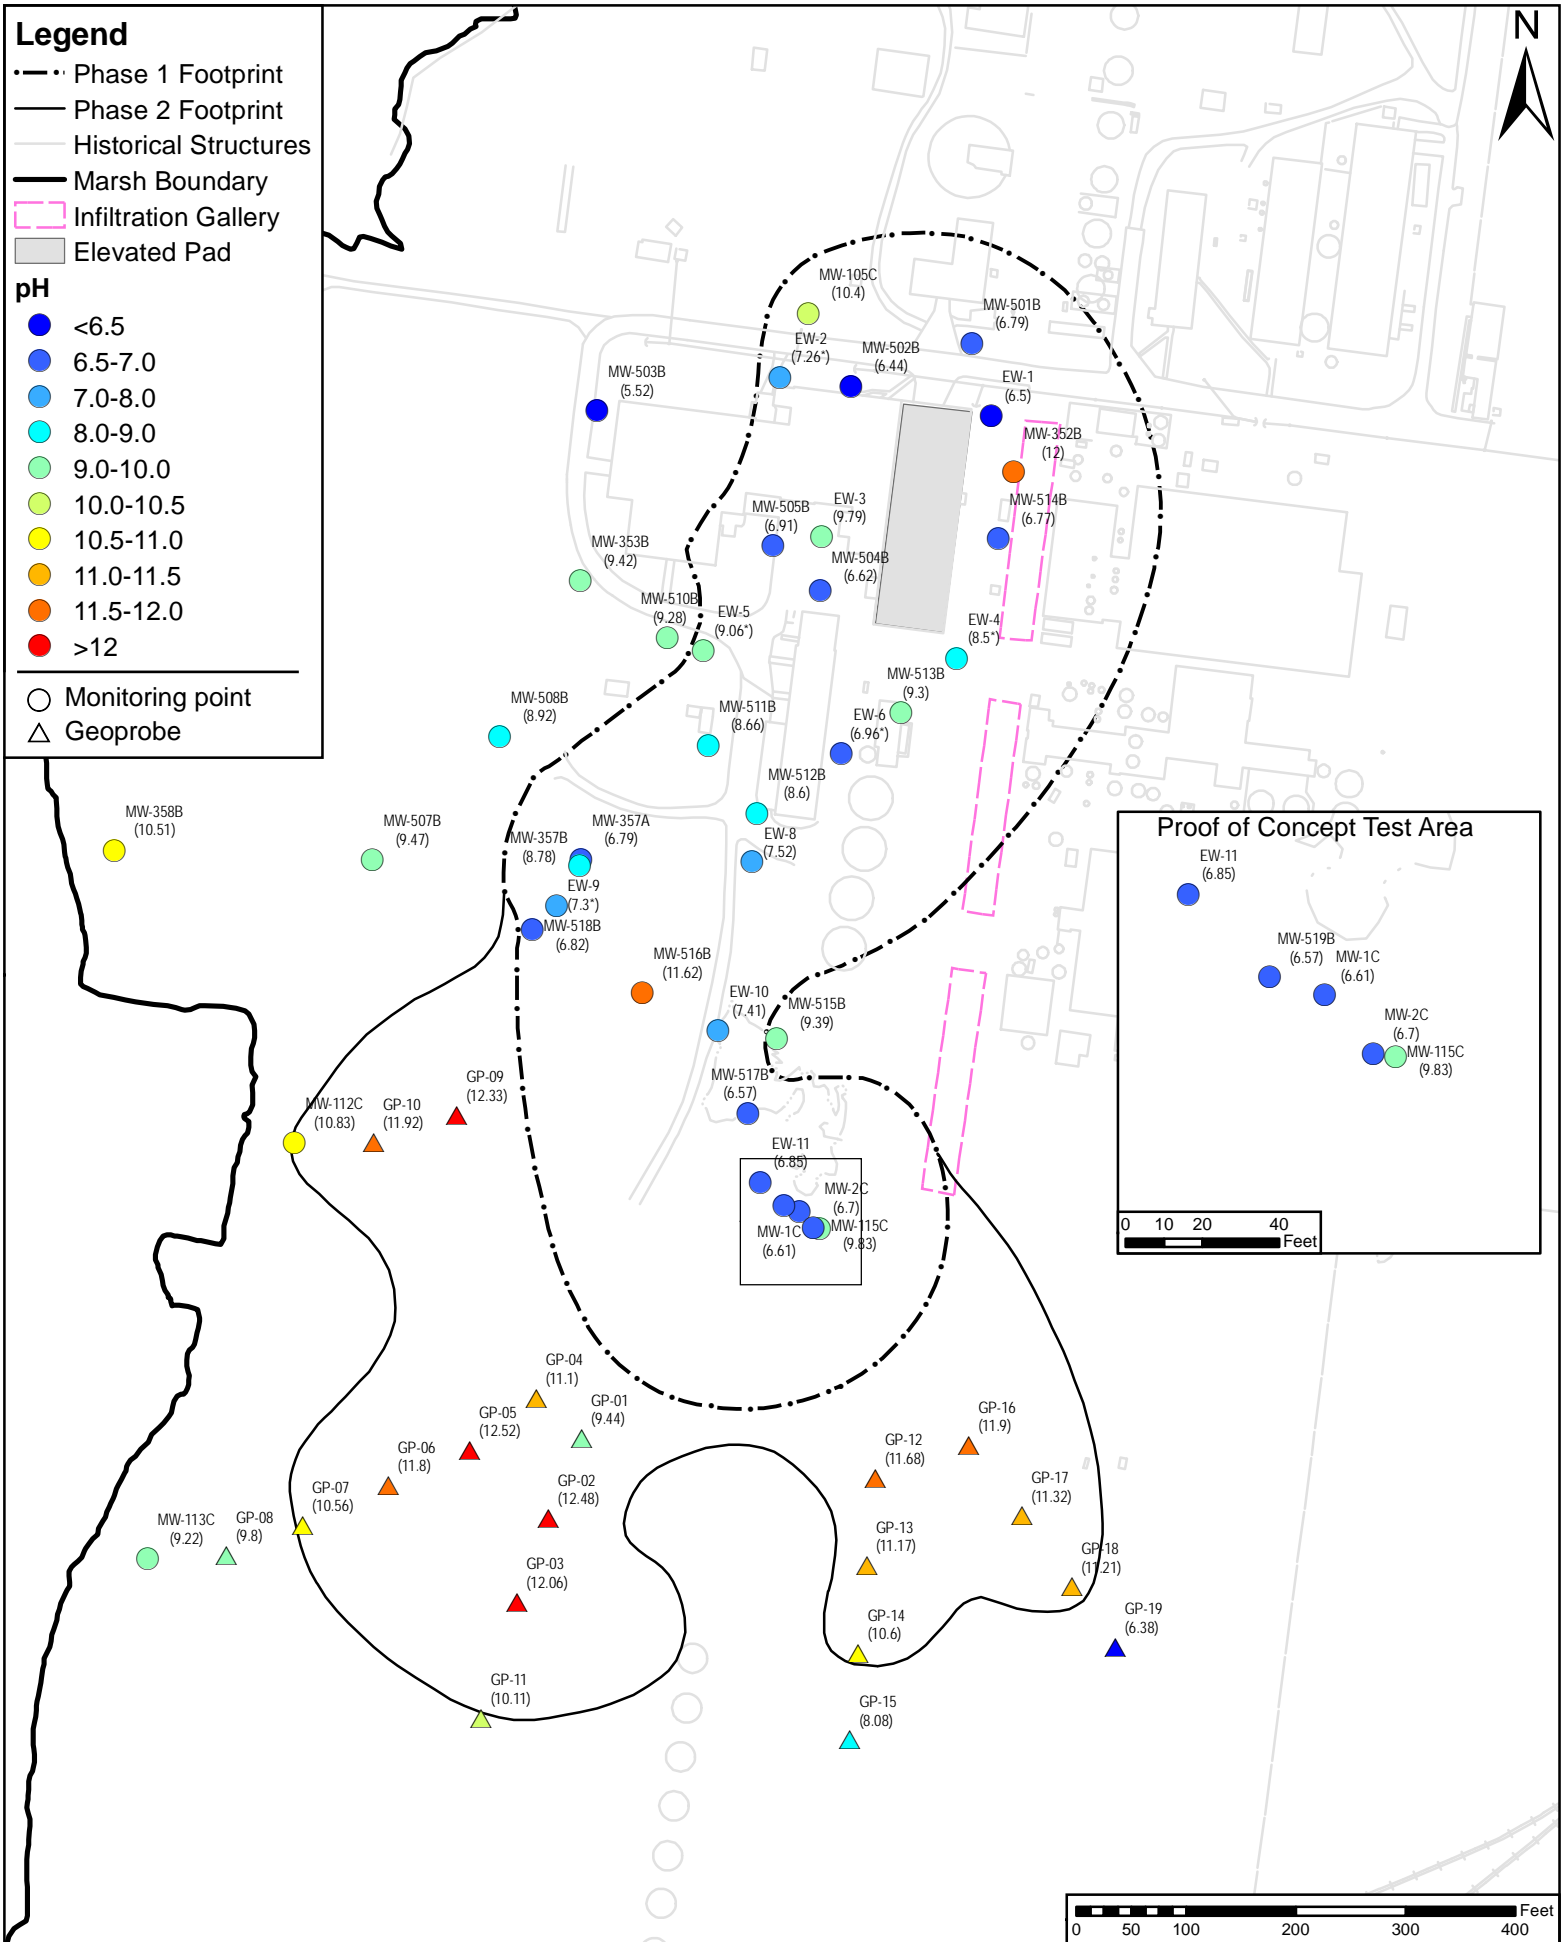 Legend
Phase 1 Footprint
Phase 2 Footprint
Historical Structures
Marsh Boundary
Infiltration Gallery
Elevated Pad
pH
<6.5
6.5-7.0
7.0-8.0
8.0-9.0
9.0-10.0
10.0-10.5
10.5-11.0
11.0-11.5
11.5-12.0
>12
Monitoring point
Geoprobe
N
MW-105C
(10.4)
MW-501B
(6.79)
EW-2
(7.26*)
MW-502B
(6.44)
MW-503B
(5.52)
EW-1
(6.5)
MW-352B
(12)
MW-514B
(6.77)
MW-505B
(6.91)
EW-3
(9.79)
MW-504B
(6.62)
MW-353B
(9.42)
MW-510B
(9.28)
EW-5
(9.06*)
EW-4
(8.5*)
MW-513B
(9.3)
MW-508B
(8.92)
MW-511B
(8.66)
EW-6
(6.96*)
MW-512B
(8.6)
MW-358B
(10.51)
MW-507B
(9.47)
MW-357B
(8.78)
MW-357A
(6.79)
EW-8
(7.52)
EW-9
(7.3*)
MW-518B
(6.82)
MW-516B
(11.62)
EW-10
(7.41)
MW-515B
(9.39)
MW-517B
(6.57)
GP-09
(12.33)
MW-112C
(10.83)
GP-10
(11.92)
EW-11
(6.85)
MW-2C
(6.7)
MW-1C
(6.61)
MW-115C
(9.83)
Proof of Concept Test Area
EW-11
(6.85)
MW-519B
(6.57)
MW-1C
(6.61)
MW-2C
(6.7)
MW-115C
(9.83)
0 10 20 40
Feet
GP-04
(11.1)
GP-01
(9.44)
GP-05
(12.52)
GP-06
(11.8)
GP-07
(10.56)
GP-02
(12.48)
MW-113C
(9.22)
GP-08
(9.8)
GP-03
(12.06)
GP-11
(10.11)
GP-16
(11.9)
GP-12
(11.68)
GP-17
(11.32)
GP-13
(11.17)
GP-18
(11.21)
GP-14
(10.6)
GP-19
(6.38)
GP-15
(8.08)
Feet
0 50 100 200 300 400